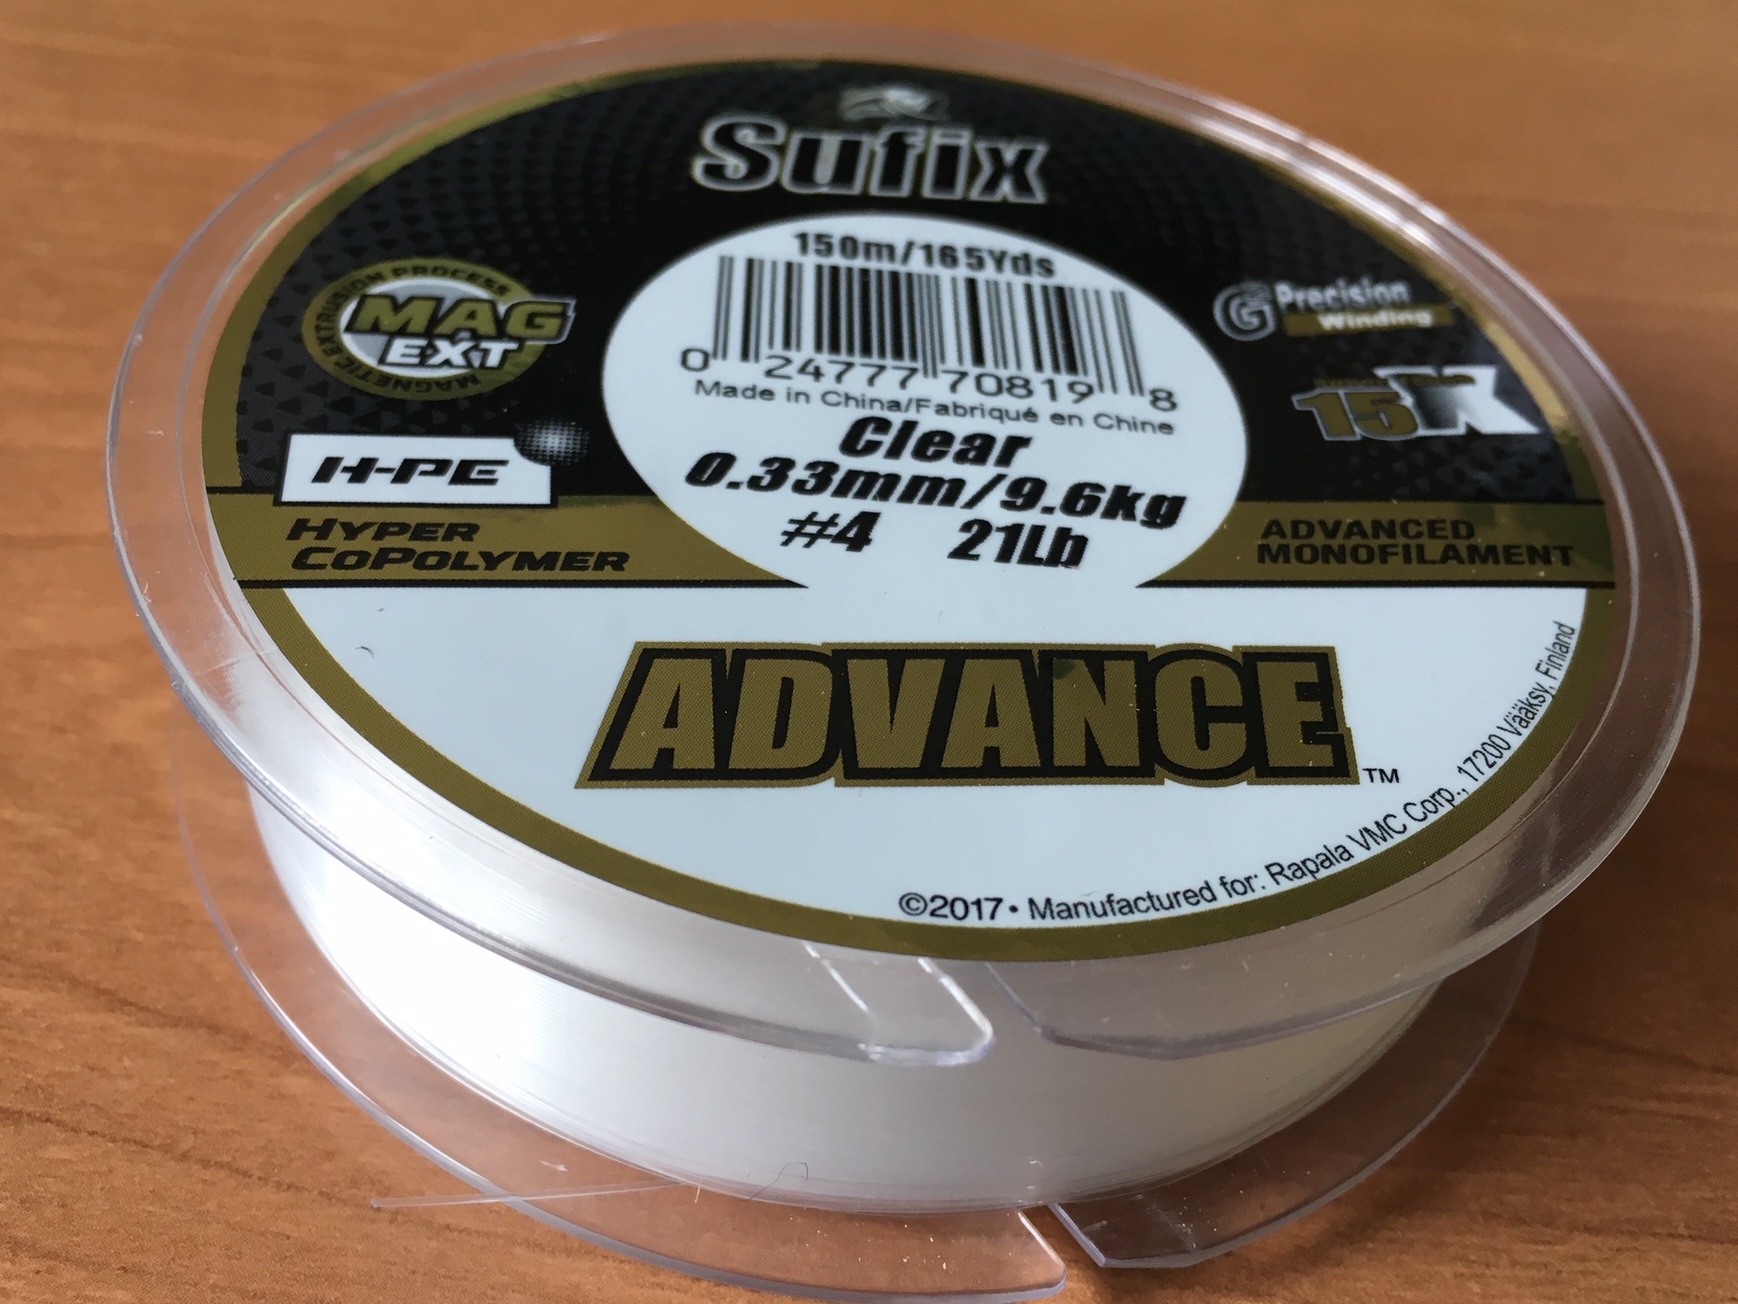 Sufix
150m/165Yds
0 24777 70819 8
Made in China/Fabriqué en Chine
Clear
0.33mm/9.6kg
#4 21Lb
MAGNETIC EXTRUSION PROCESS
MAG
EXT
H-PE
HYPER
COPOLYMER
G Precision
Winding
15X
ADVANCED
MONOFILAMENT
ADVANCE™
©2017 • Manufactured for: Rapala VMC Corp., 17200 Vääksy, Finland